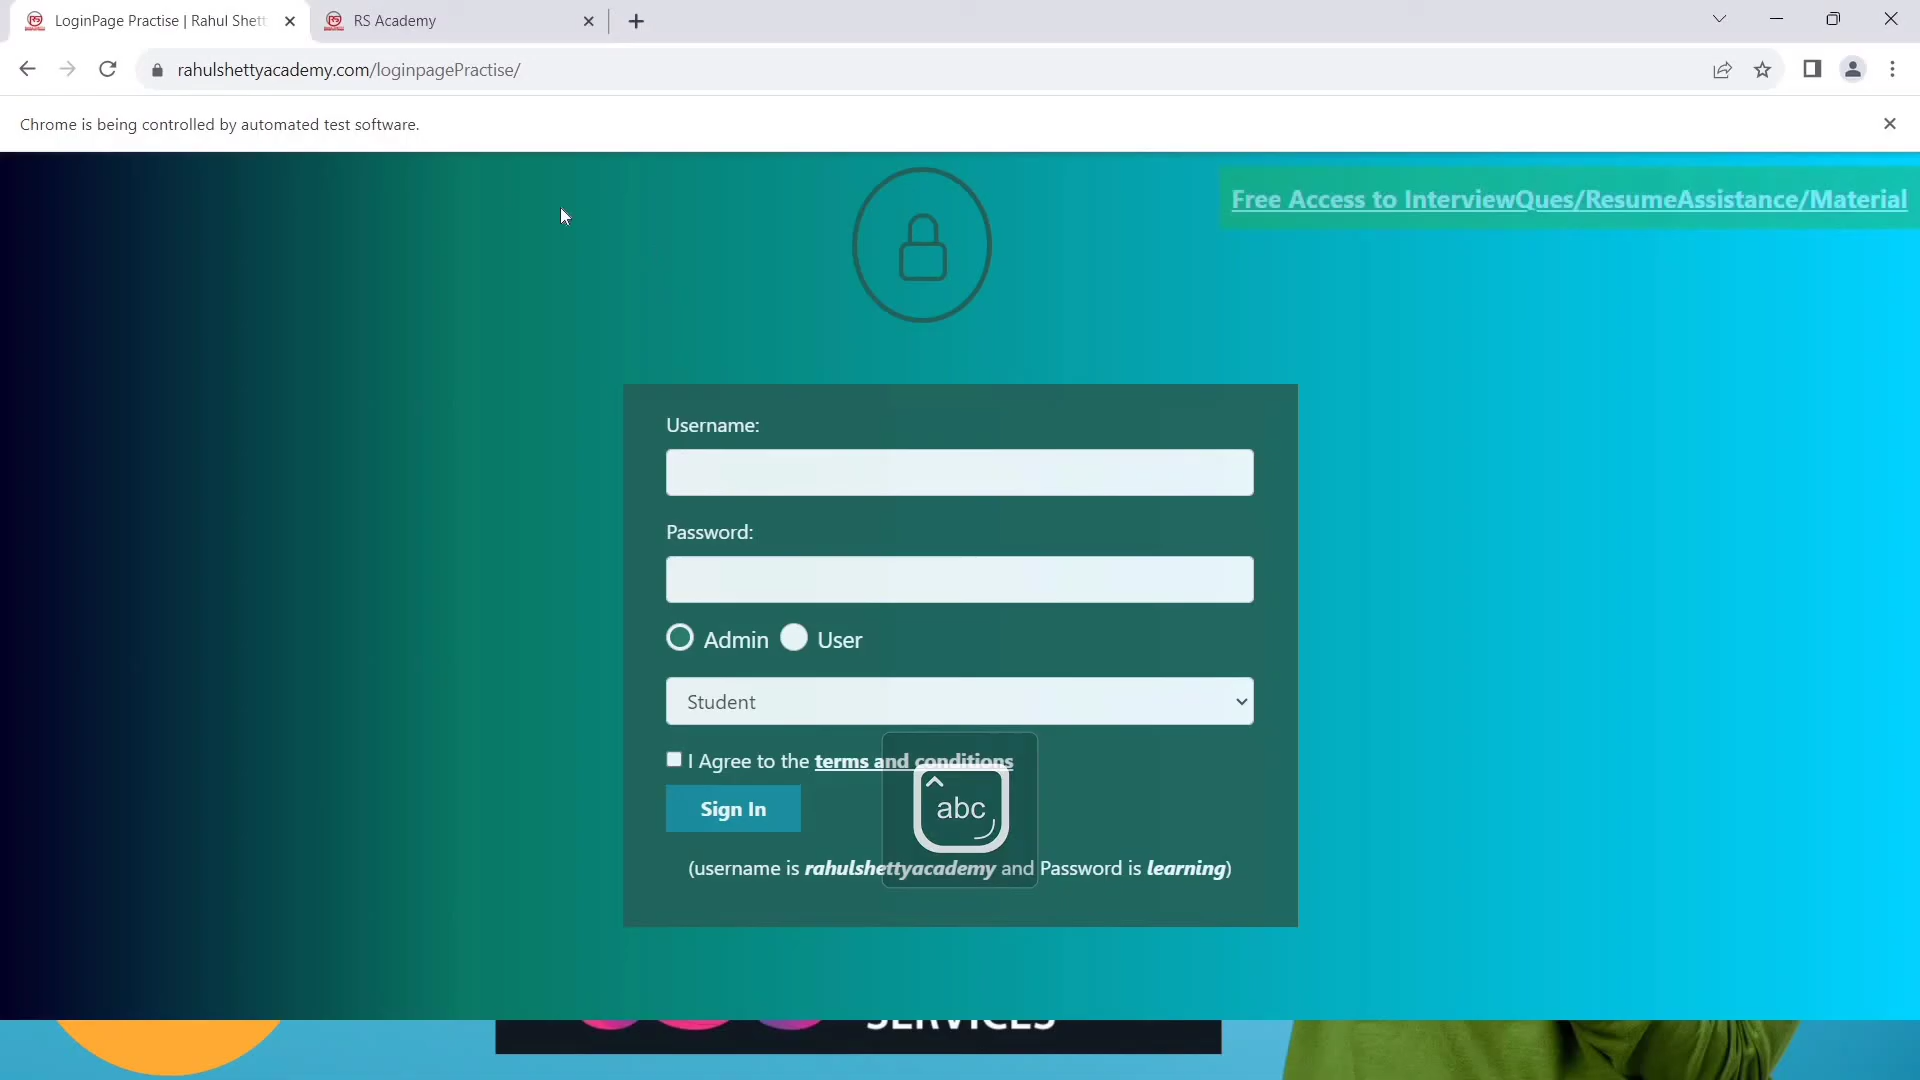 LoginPage Practise | Rahul Shett
RS Academy
rahulshettyacademy.com/loginpagePractise/
Chrome is being controlled by automated test software.
Free Access to InterviewQues/ResumeAssistance/Material
Username:
Password:
Admin User
Student
I Agree to the terms and conditions
abc
Sign In
(username is rahulshettyacademy and Password is learning)
SERVICES